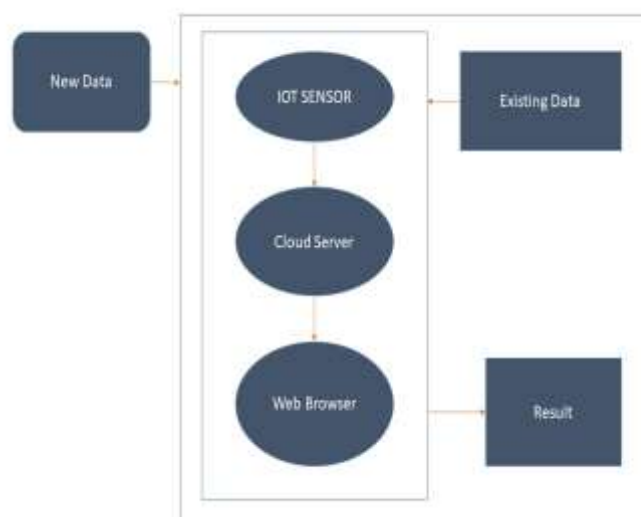 New Data
IOT SENSOR
Existing Data
Cloud Server
Web Browser
Result